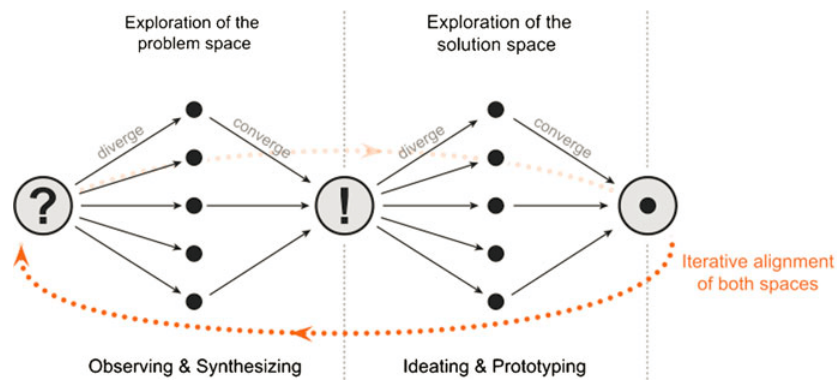 Exploration of the
problem space
Exploration of the
solution space
diverge
converge
diverge
converge
?
!
Iterative alignment
of both spaces
Observing & Synthesizing
Ideating & Prototyping